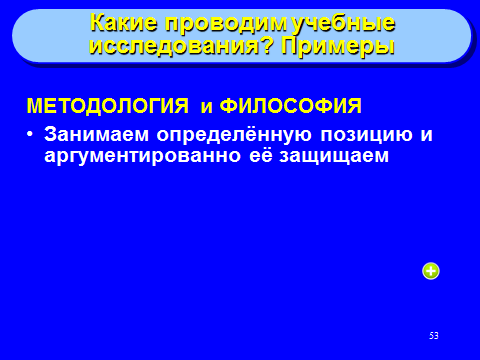 Какие проводим учебные
исследования? Примеры
МЕТОДОЛОГИЯ и ФИЛОСОФИЯ
• Занимаем определённую позицию и
аргументированно её защищаем
53